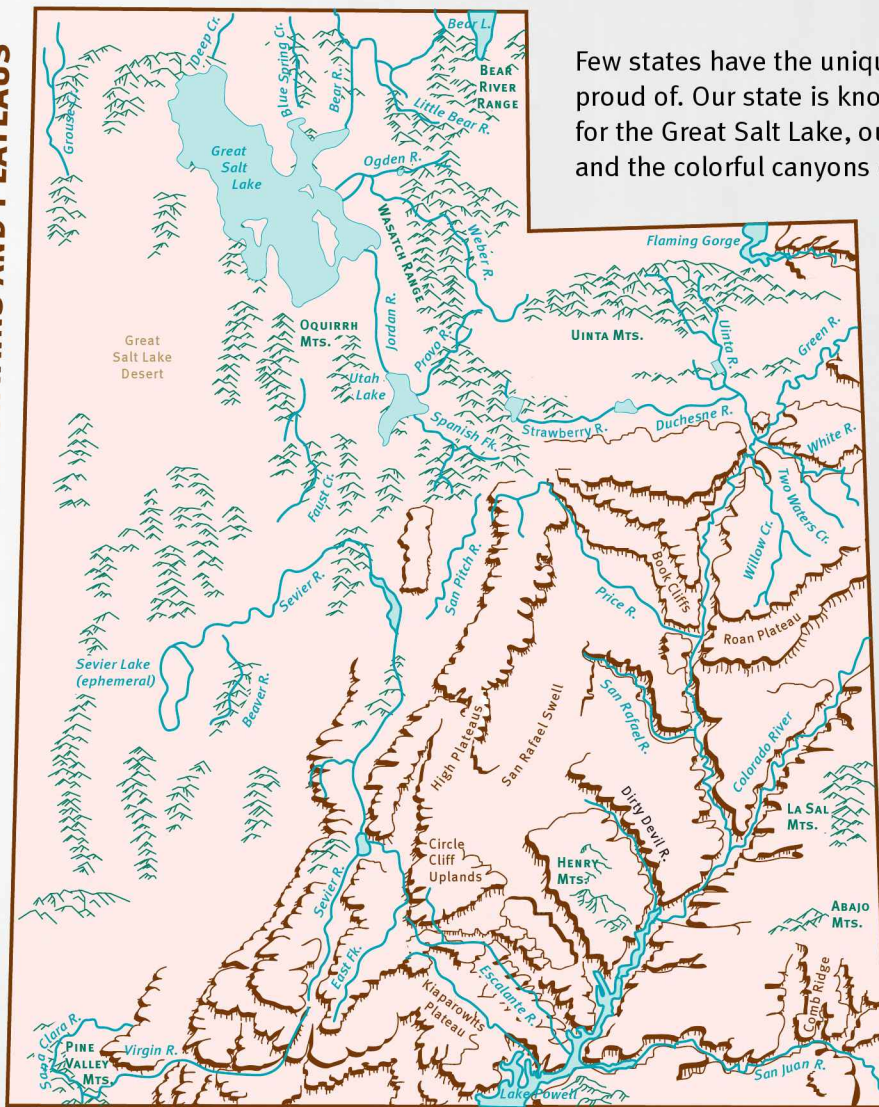 Few states have the uniqu
proud of. Our state is kno
for the Great Salt Lake, ou
and the colorful canyons
Deep Cr.
Blue Spring Cr.
Bear R.
Bear L.
BEAR
RIVER
RANGE
Little Bear R.
Great
Salt
Lake
Ogden R.
WASATCH RANGE
Weber R.
Flaming Gorge
OQUIRRH
MTS.
Jordan R.
Provo R.
UINTA MTS.
Uinta R.
Green R.
Great
Salt Lake
Desert
Utah
Lake
Spanish Fk.
Strawberry R.
Duchesne R.
White R.
Two Waters Cr.
Willow Cr.
Faust Cr.
San Pitch R.
Sevier R.
Book Cliffs
Price R.
Roan Plateau
Sevier Lake
(ephemeral)
Beaver R.
High Plateaus
San Rafael Swell
San Rafael R.
Colorado River
Dirty Devil R.
LA SAL
MTS.
Circle
Cliff
Uplands
HENRY
MTS.
ABAJO
MTS.
Sevier R.
East Fk.
Escalante R.
Kiaparowits
Plateau
Comb Ridge
Clara R.
PINE
VALLEY
MTS.
Virgin R.
Lake Powell
San Juan R.